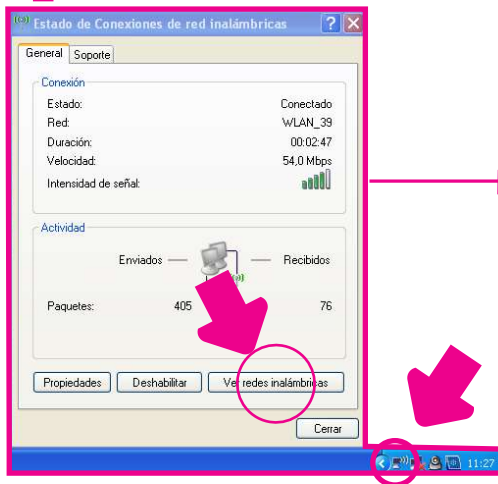 Estado de Conexiones de red inalámbricas
General Soporte
Conexión
Estado: Conectado
Red: WLAN_39
Duración: 00:02:47
Velocidad: 54,0 Mbps
Intensidad de señal:
Actividad
Enviados — — Recibidos
Paquetes: 405 76
Propiedades Deshabilitar Ver redes inalámbricas
Cerrar
11:27